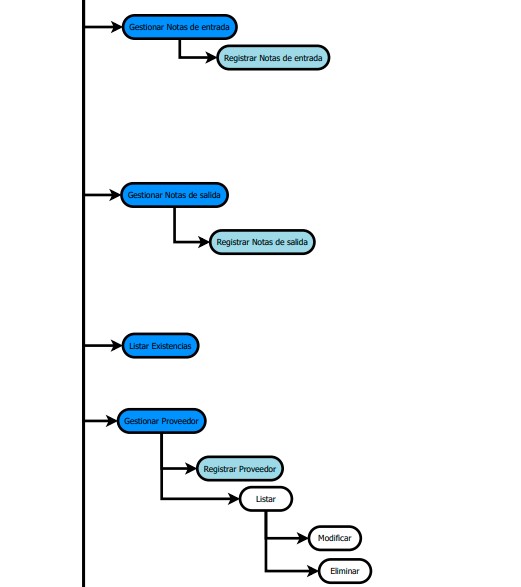 Gestionar Notas de entrada
Registrar Notas de entrada
Gestionar Notas de salida
Registrar Notas de salida
Listar Existencias
Gestionar Proveedor
Registrar Proveedor
Listar
Modificar
Eliminar